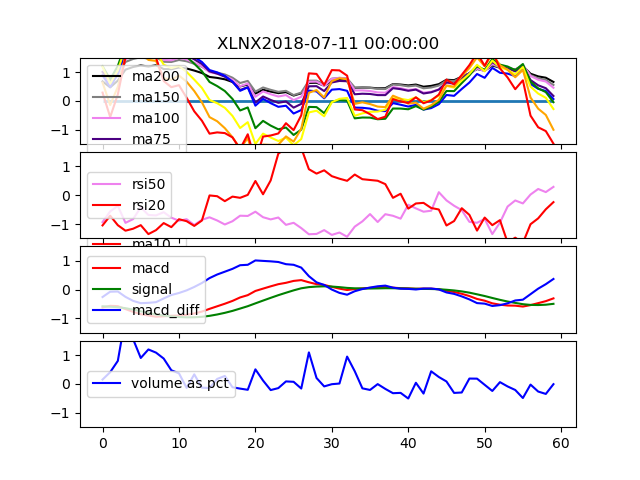 XLNX2018-07-11 00:00:00
1
0
−1
ma200
ma150
ma100
ma75
1
0
−1
rsi50
rsi20
ma10
1
0
−1
macd
signal
macd_diff
1
0
−1
volume as pct
0 10 20 30 40 50 60